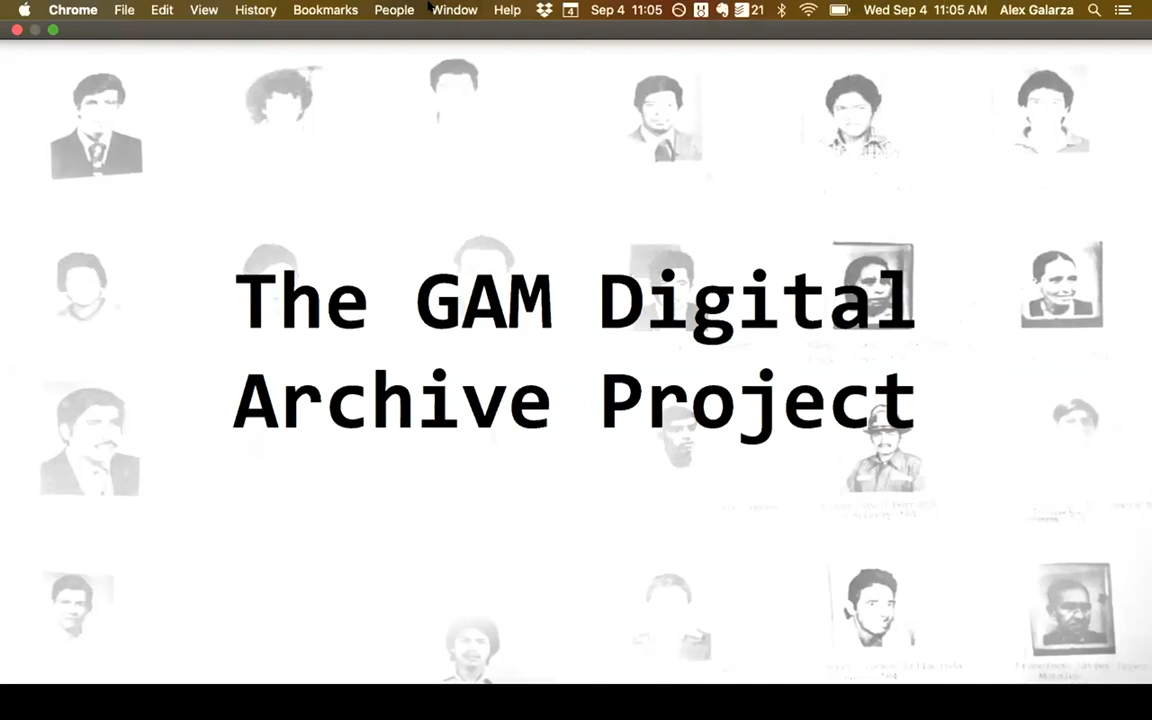 Chrome File Edit View History Bookmarks People Window Help 4 Sep 4 11:05 21 Wed Sep 4 11:05 AM Alex Galarza
The GAM Digital
Archive Project